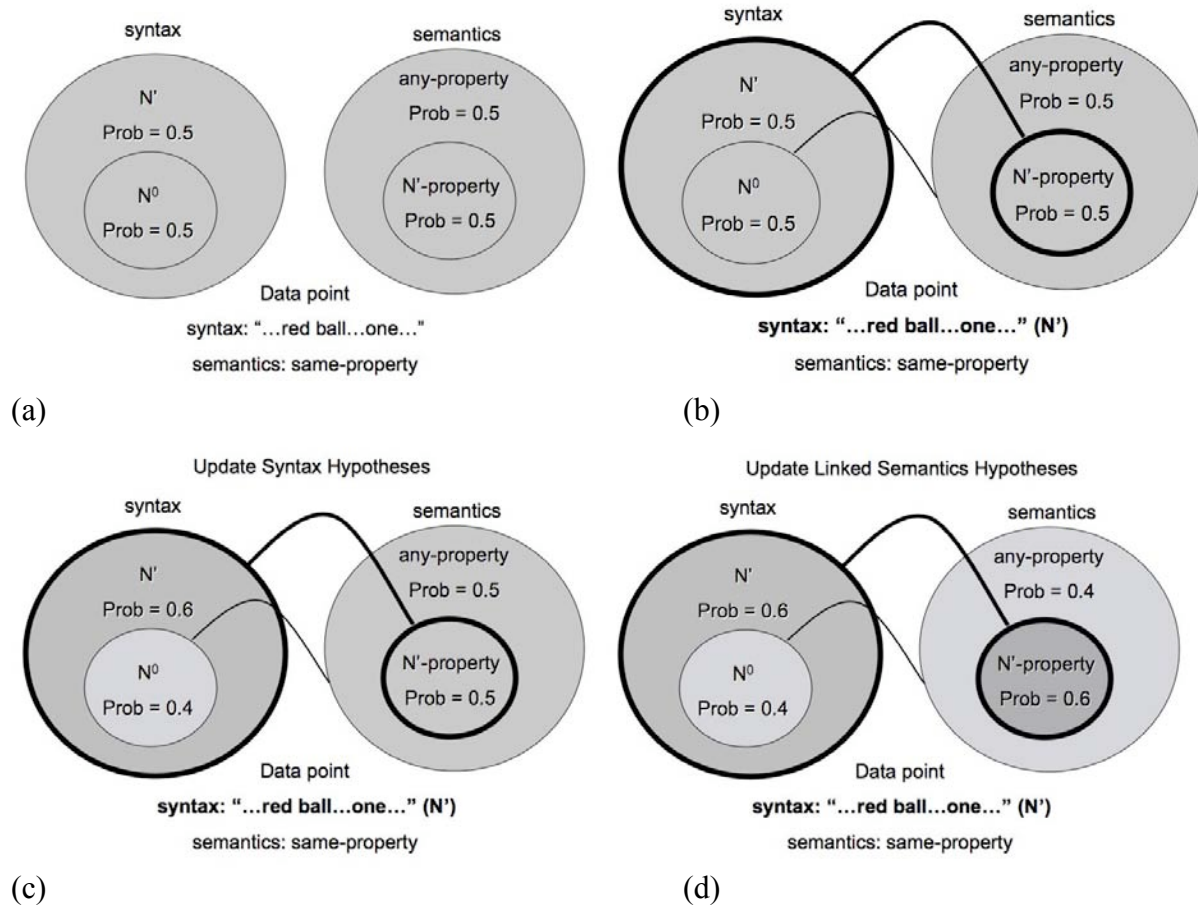 syntax
semantics
N'
Prob = 0.5
N⁰
Prob = 0.5
any-property
Prob = 0.5
N'-property
Prob = 0.5
Data point
syntax: "…red ball…one…"
semantics: same-property
(a)
syntax
semantics
N'
Prob = 0.5
N⁰
Prob = 0.5
any-property
Prob = 0.5
N'-property
Prob = 0.5
Data point
syntax: "…red ball…one…" (N')
semantics: same-property
(b)
Update Syntax Hypotheses
syntax
semantics
N'
Prob = 0.6
N⁰
Prob = 0.4
any-property
Prob = 0.5
N'-property
Prob = 0.5
Data point
syntax: "…red ball…one…" (N')
semantics: same-property
(c)
Update Linked Semantics Hypotheses
syntax
semantics
N'
Prob = 0.6
N⁰
Prob = 0.4
any-property
Prob = 0.4
N'-property
Prob = 0.6
Data point
syntax: "…red ball…one…" (N')
semantics: same-property
(d)